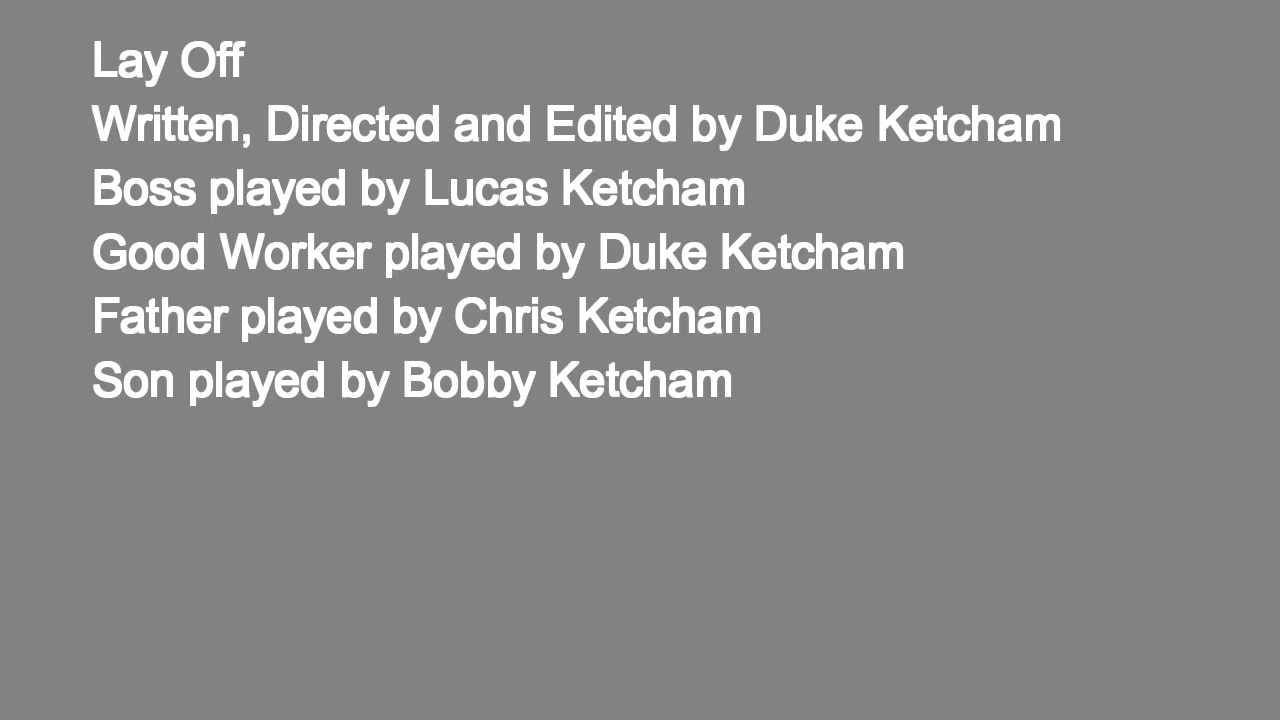 Lay Off
Written, Directed and Edited by Duke Ketcham
Boss played by Lucas Ketcham
Good Worker played by Duke Ketcham
Father played by Chris Ketcham
Son played by Bobby Ketcham